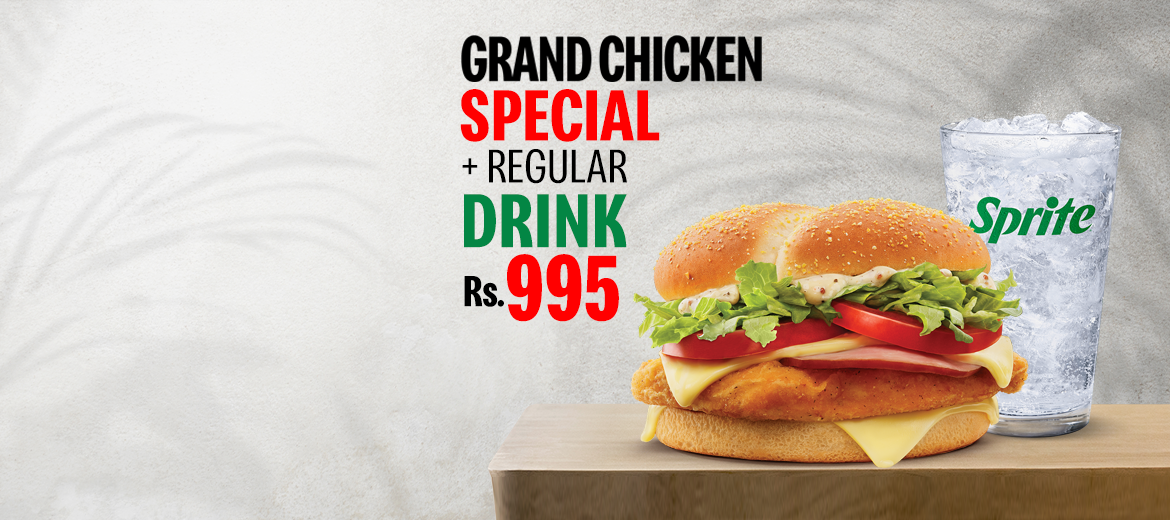 GRAND CHICKEN
SPECIAL
+ REGULAR
DRINK
Rs.995
Sprite